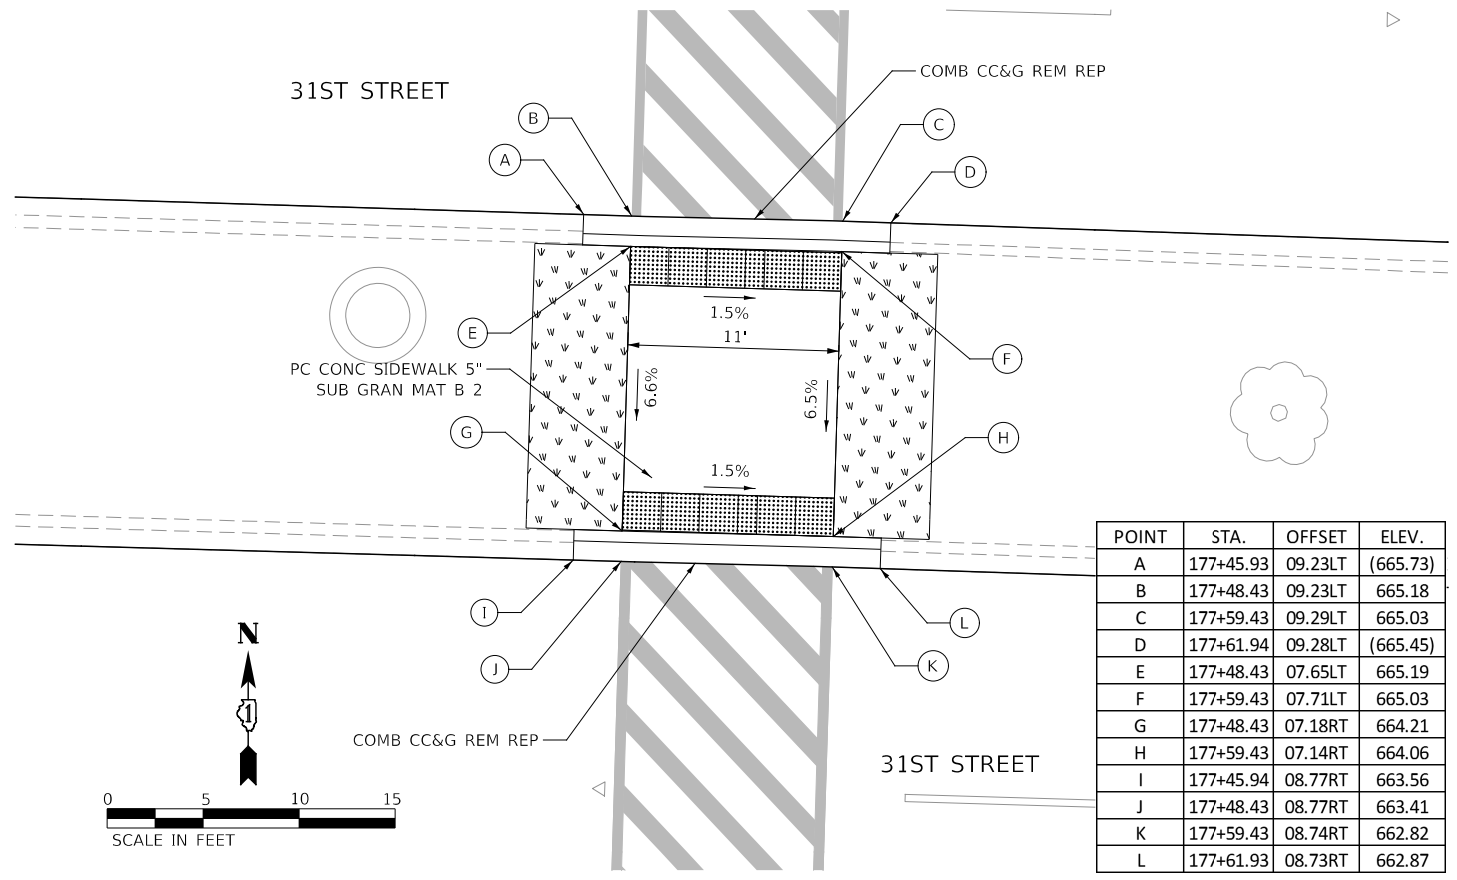 COMB CC&G REM REP
31ST STREET
B
C
A
D
1.5%
E
11'
F
PC CONC SIDEWALK 5"
SUB GRAN MAT B 2
6.6%
6.5%
G
H
1.5%
I
L
J
K
N
1
COMB CC&G REM REP
31ST STREET
0 5 10 15
SCALE IN FEET
POINT STA. OFFSET ELEV.
A 177+45.93 09.23LT (665.73)
B 177+48.43 09.23LT 665.18
C 177+59.43 09.29LT 665.03
D 177+61.94 09.28LT (665.45)
E 177+48.43 07.65LT 665.19
F 177+59.43 07.71LT 665.03
G 177+48.43 07.18RT 664.21
H 177+59.43 07.14RT 664.06
I 177+45.94 08.77RT 663.56
J 177+48.43 08.77RT 663.41
K 177+59.43 08.74RT 662.82
L 177+61.93 08.73RT 662.87